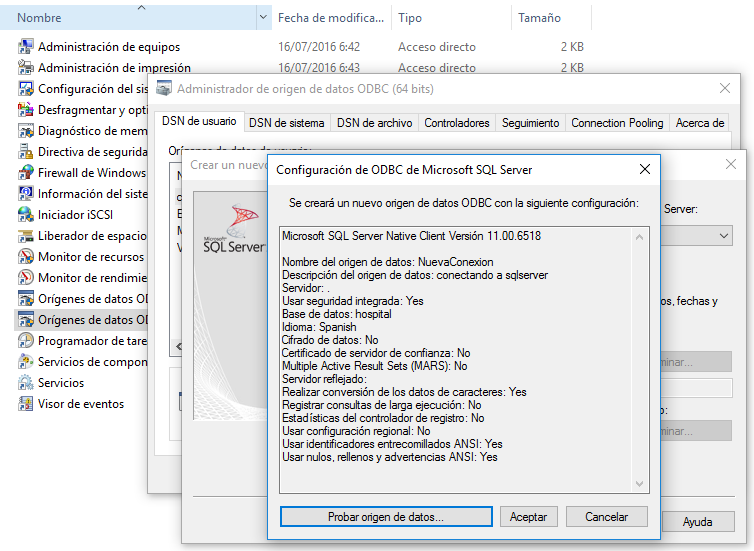 Nombre
Fecha de modifica...
Tipo
Tamaño
Administración de equipos 16/07/2016 6:42 Acceso directo 2 KB
Administración de impresión 16/07/2016 6:43 Acceso directo 2 KB
Configuración del sis
Desfragmentar y opti
Diagnóstico de mem
Directiva de segurida
Firewall de Windows
Información del siste
Iniciador iSCSI
Liberador de espacio
Monitor de recursos
Monitor de rendimie
Orígenes de datos OD
Orígenes de datos OD
Programador de tare
Servicios de compon
Servicios
Visor de eventos
Administrador de origen de datos ODBC (64 bits)
DSN de usuario
DSN de sistema
DSN de archivo
Controladores
Seguimiento
Connection Pooling
Acerca de
Crear un nuevo
Microsoft
SQL Server
Server:
os, fechas y
minar...
o:
minar...
Ayuda
Configuración de ODBC de Microsoft SQL Server
Se creará un nuevo origen de datos ODBC con la siguiente configuración:
Microsoft SQL Server Native Client Versión 11.00.6518
Nombre del origen de datos: NuevaConexion
Descripción del origen de datos: conectando a sqlserver
Servidor: .
Usar seguridad integrada: Yes
Base de datos: hospital
Idioma: Spanish
Cifrado de datos: No
Certificado de servidor de confianza: No
Multiple Active Result Sets (MARS): No
Servidor reflejado:
Realizar conversión de los datos de caracteres: Yes
Registrar consultas de larga ejecución: No
Estadísticas del controlador de registro: No
Usar configuración regional: No
Usar identificadores entrecomillados ANSI: Yes
Usar nulos, rellenos y advertencias ANSI: Yes
Probar origen de datos...
Aceptar
Cancelar